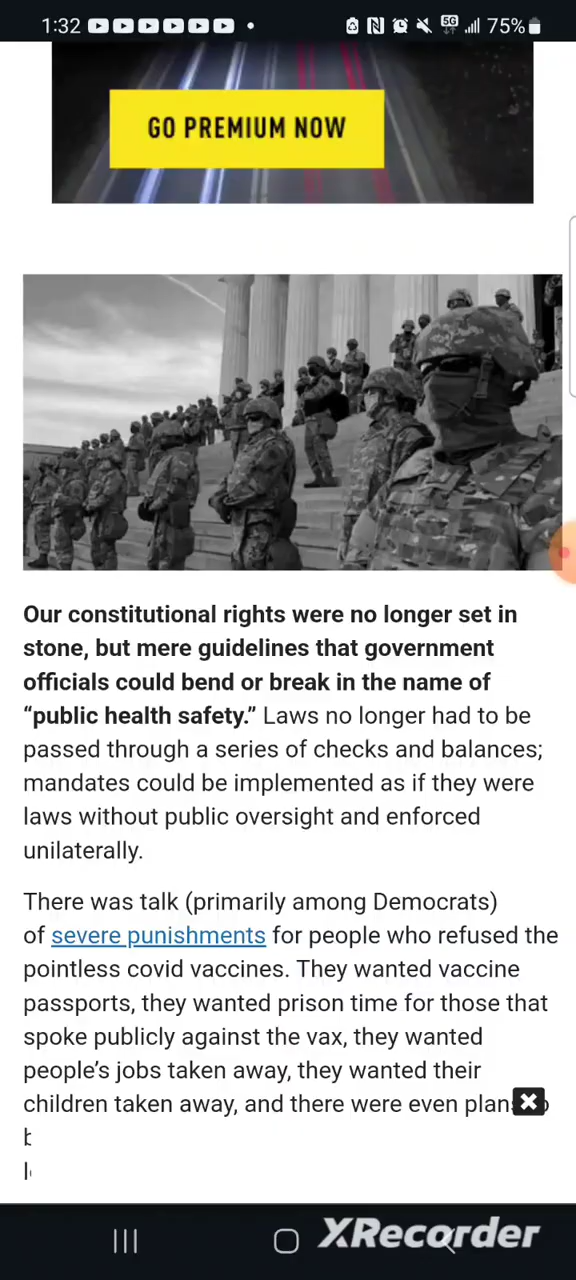 1:32
5G
75%
GO PREMIUM NOW
Our constitutional rights were no longer set in
stone, but mere guidelines that government
officials could bend or break in the name of
“public health safety.” Laws no longer had to be
passed through a series of checks and balances;
mandates could be implemented as if they were
laws without public oversight and enforced
unilaterally.
There was talk (primarily among Democrats)
of severe punishments for people who refused the
pointless covid vaccines. They wanted vaccine
passports, they wanted prison time for those that
spoke publicly against the vax, they wanted
people’s jobs taken away, they wanted their
children taken away, and there were even
XRecorder